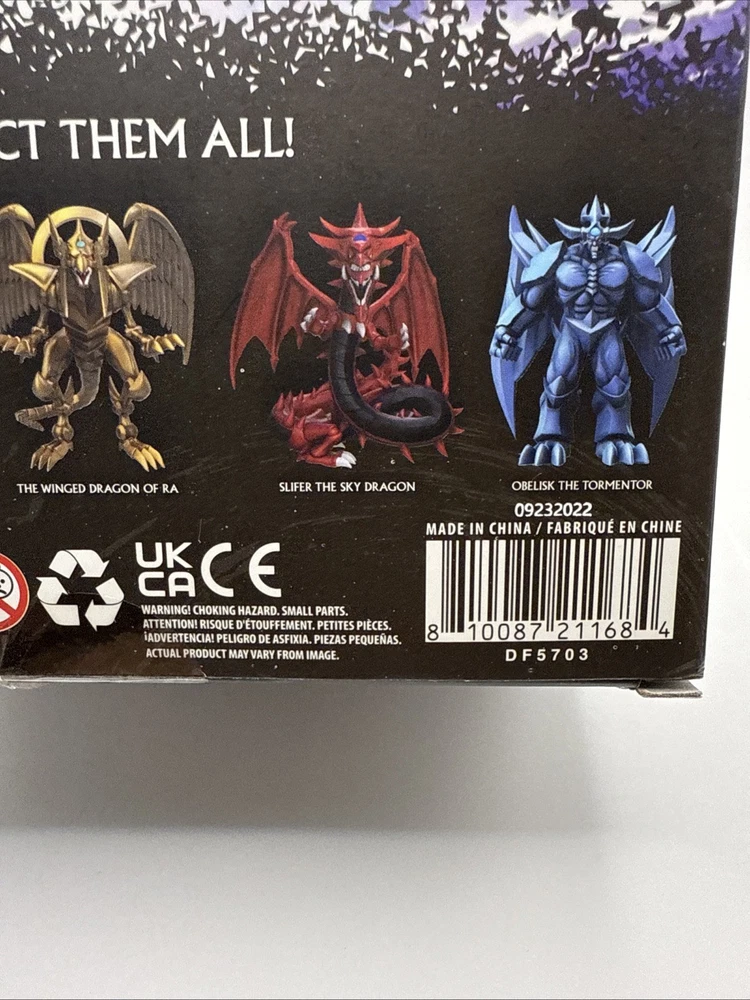 CT THEM ALL!
THE WINGED DRAGON OF RA
SLIFER THE SKY DRAGON
OBELISK THE TORMENTOR
09232022
MADE IN CHINA / FABRIQUÉ EN CHINE
UK
CA CE
WARNING! CHOKING HAZARD. SMALL PARTS.
ATTENTION! RISQUE D'ÉTOUFFEMENT. PETITES PIÈCES.
¡ADVERTENCIA! PELIGRO DE ASFIXIA. PIEZAS PEQUEÑAS.
ACTUAL PRODUCT MAY VARY FROM IMAGE.
8 10087 21168 4
DF5703